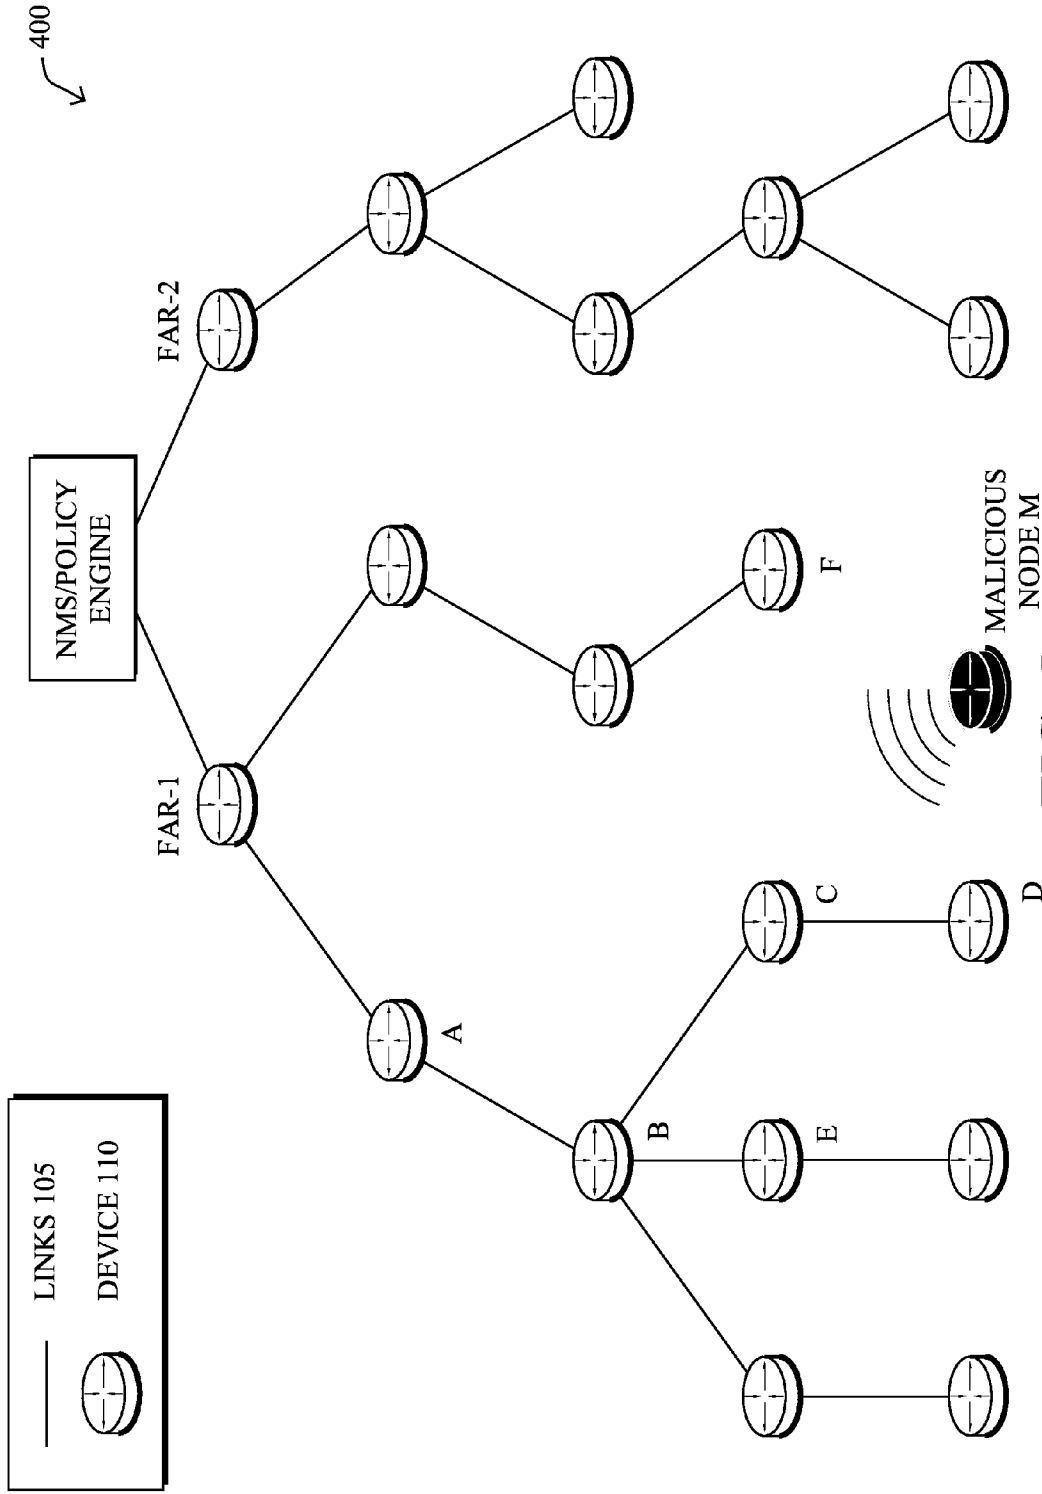 400
LINKS 105
DEVICE 110
NMS/POLICY
ENGINE
FAR-1
FAR-2
A
B
C
E
D
F
MALICIOUS
NODE M